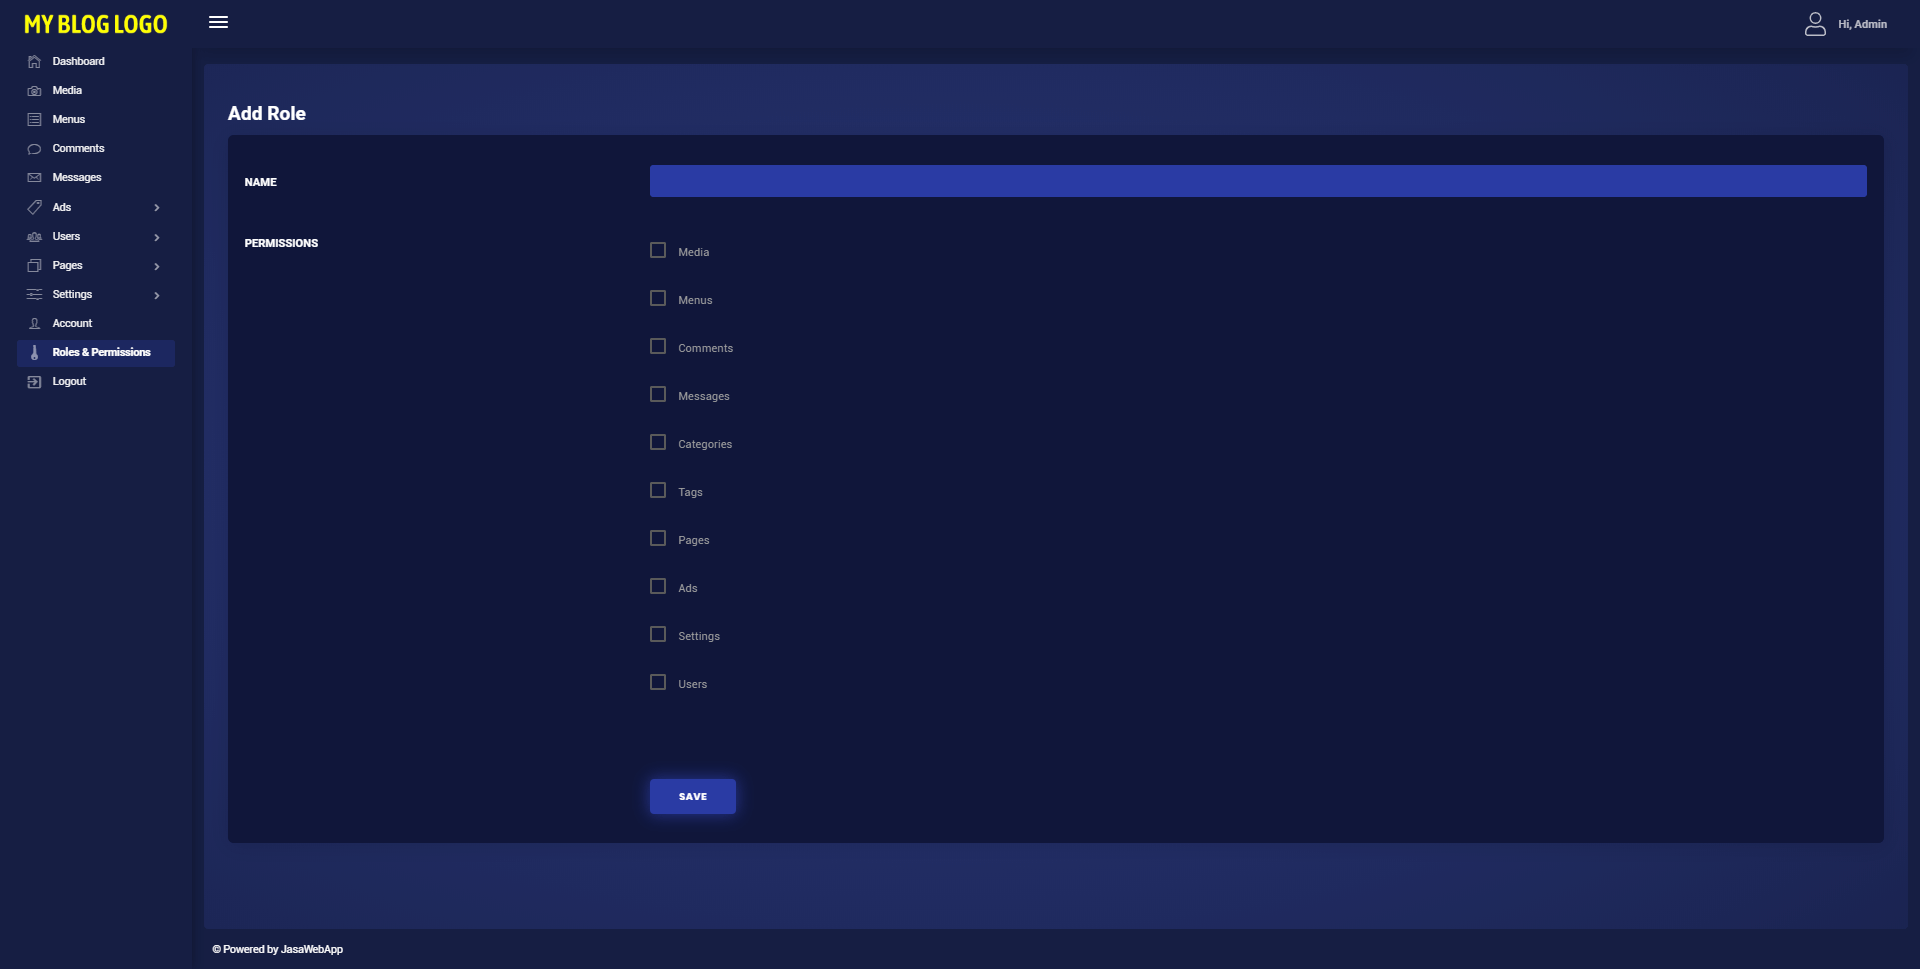 MY BLOG LOGO
Hi, Admin
Dashboard
Media
Menus
Comments
Messages
Ads
Users
Pages
Settings
Account
Roles & Permissions
Logout
Add Role
NAME
PERMISSIONS
Media
Menus
Comments
Messages
Categories
Tags
Pages
Ads
Settings
Users
SAVE
© Powered by JasaWebApp